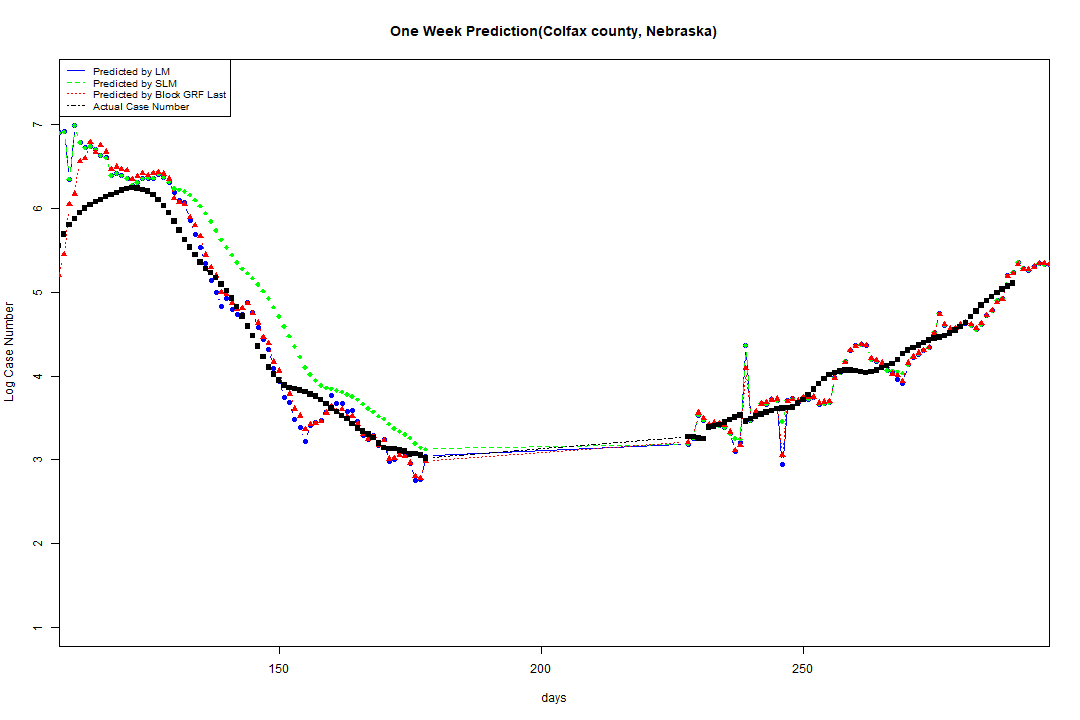 One Week Prediction(Colfax county, Nebraska)
Predicted by LM
Predicted by SLM
Predicted by Block GRF Last
Actual Case Number
7
6
5
4
3
2
1
Log Case Number
150 200 250
days